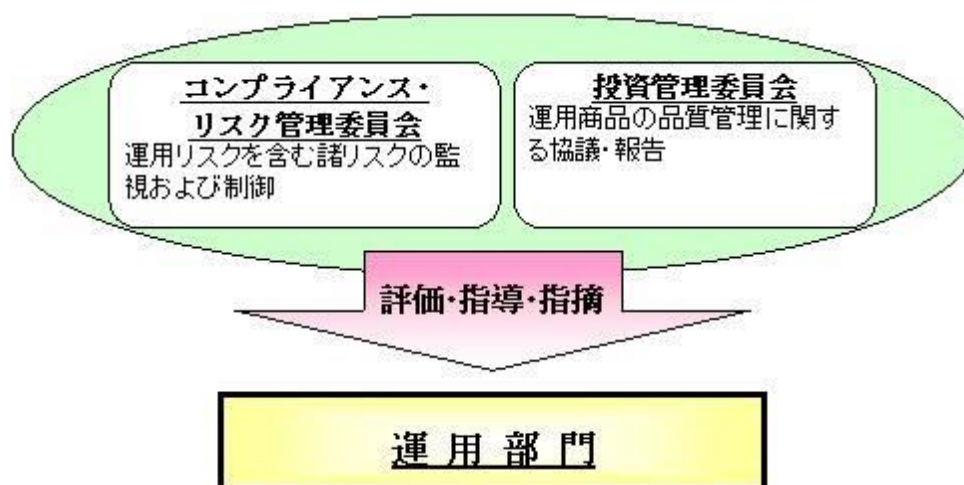 コンプライアンス・
リスク管理委員会
運用リスクを含む諸リスクの監
視および制御
投資管理委員会
運用商品の品質管理に関す
る協議・報告
評価・指導・指摘
運用部門